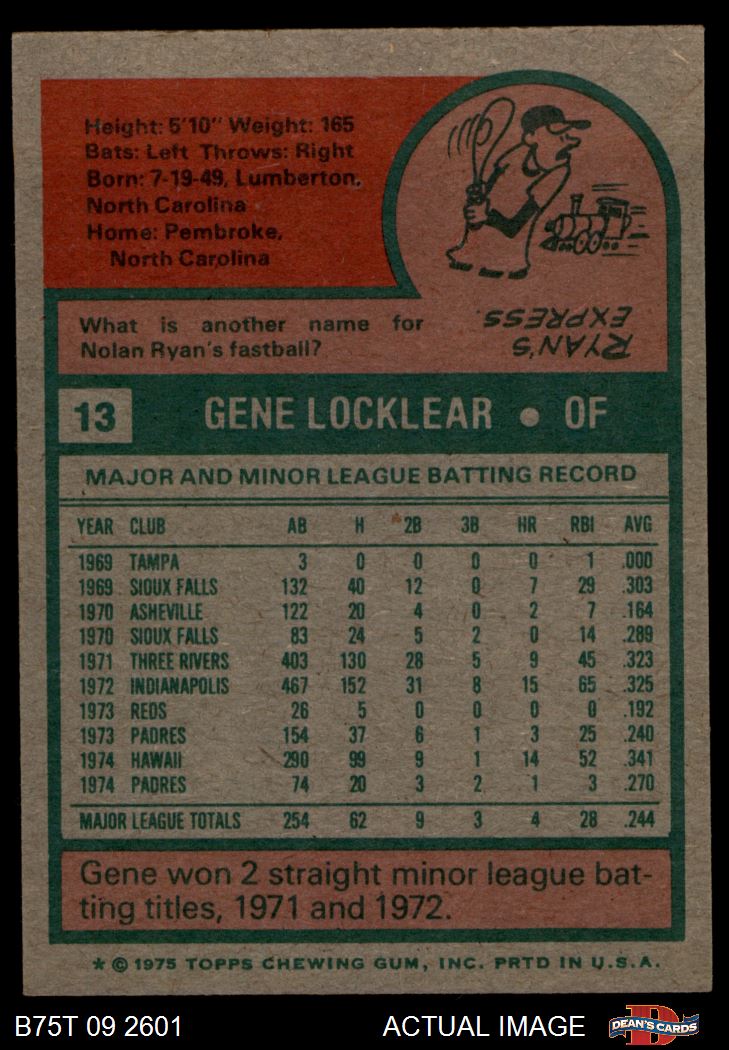 Height: 5'10" Weight: 165
Bats: Left Throws: Right
Born: 7-19-49, Lumberton,
North Carolina
Home: Pembroke,
North Carolina
What is another name for
Nolan Ryan's fastball?
RYAN'S
EXPRESS.
13 GENE LOCKLEAR • OF
MAJOR AND MINOR LEAGUE BATTING RECORD
YEAR CLUB AB H 2B 3B HR RBI AVG
1969 TAMPA 3 0 0 0 0 1 .000
1969 SIOUX FALLS 132 40 12 0 7 29 .303
1970 ASHEVILLE 122 20 4 0 2 7 .164
1970 SIOUX FALLS 83 24 5 2 0 14 .289
1971 THREE RIVERS 403 130 28 5 9 45 .323
1972 INDIANAPOLIS 467 152 31 8 15 65 .325
1973 REDS 26 5 0 0 0 0 .192
1973 PADRES 154 37 6 1 3 25 .240
1974 HAWAII 290 99 9 1 14 52 .341
1974 PADRES 74 20 3 2 1 3 .270
MAJOR LEAGUE TOTALS 254 62 9 3 4 28 .244
Gene won 2 straight minor league bat-
ting titles, 1971 and 1972.
* © 1975 TOPPS CHEWING GUM, INC. PRTD IN U.S.A.
B75T 09 2601 ACTUAL IMAGE D DEAN'S CARDS